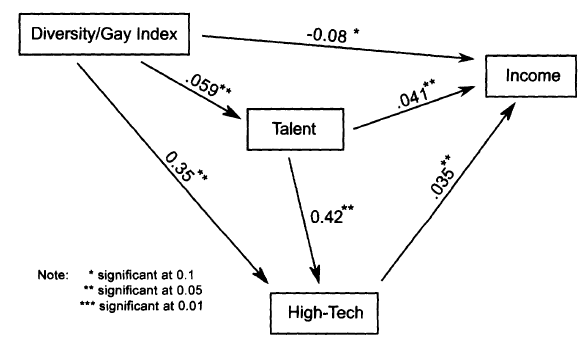 Diversity/Gay Index
-0.08 *
Income
.059**
.041**
Talent
0.35**
.035**
0.42**
Note: * significant at 0.1
** significant at 0.05
*** significant at 0.01
High-Tech